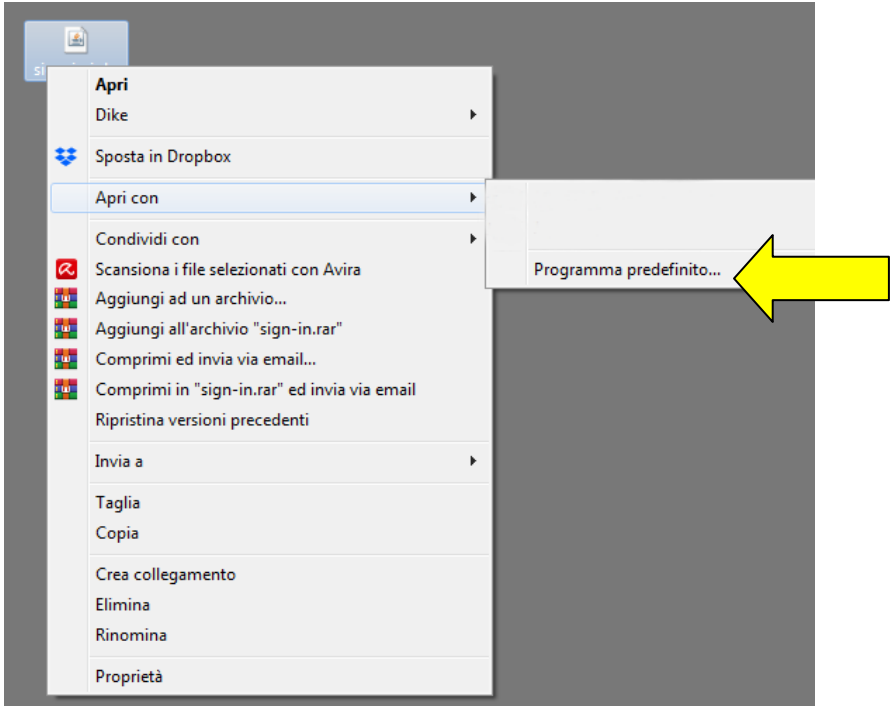 Apri
Dike
Sposta in Dropbox
Apri con
Programma predefinito...
Condividi con
Scansiona i file selezionati con Avira
Aggiungi ad un archivio...
Aggiungi all'archivio "sign-in.rar"
Comprimi ed invia via email...
Comprimi in "sign-in.rar" ed invia via email
Ripristina versioni precedenti
Invia a
Taglia
Copia
Crea collegamento
Elimina
Rinomina
Proprietà